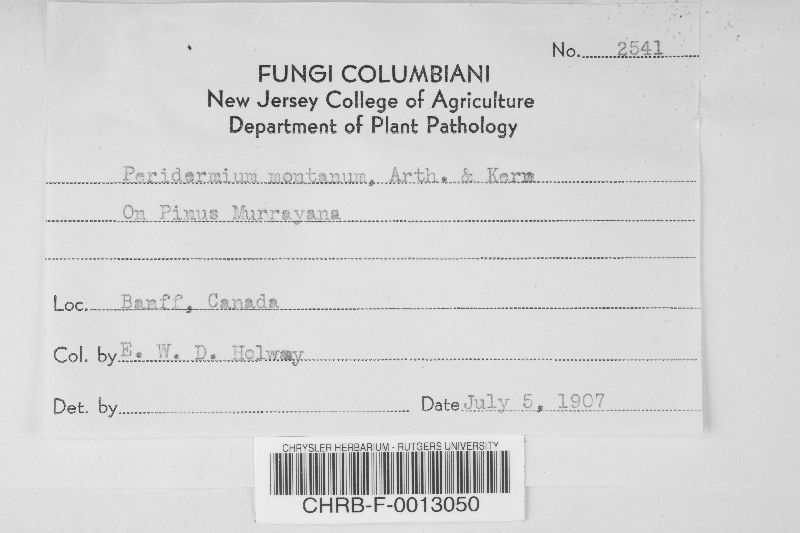 No. 2541
FUNGI COLUMBIANI
New Jersey College of Agriculture
Department of Plant Pathology
Peridermium montanum, Arth. & Kern
On Pinus Murrayana
Loc. Banff, Canada
Col. by E. W. D. Holway
Det. by
Date July 5, 1907
CHRYSLER HERBARIUM - RUTGERS UNIVERSITY
CHRB-F-0013050